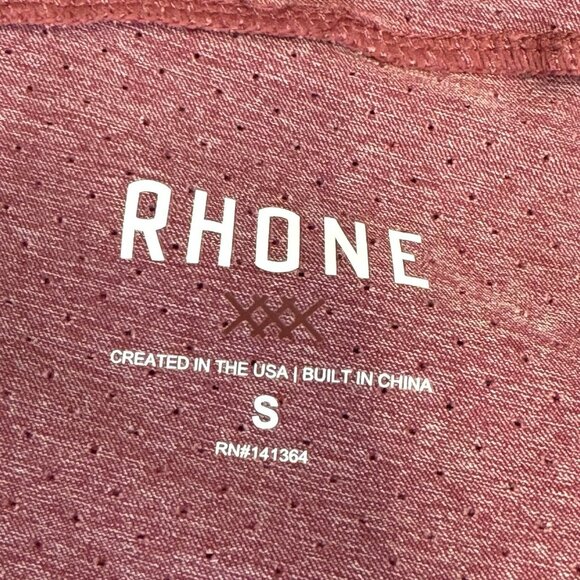 RHONE
CREATED IN THE USA | BUILT IN CHINA
S
RN#141364